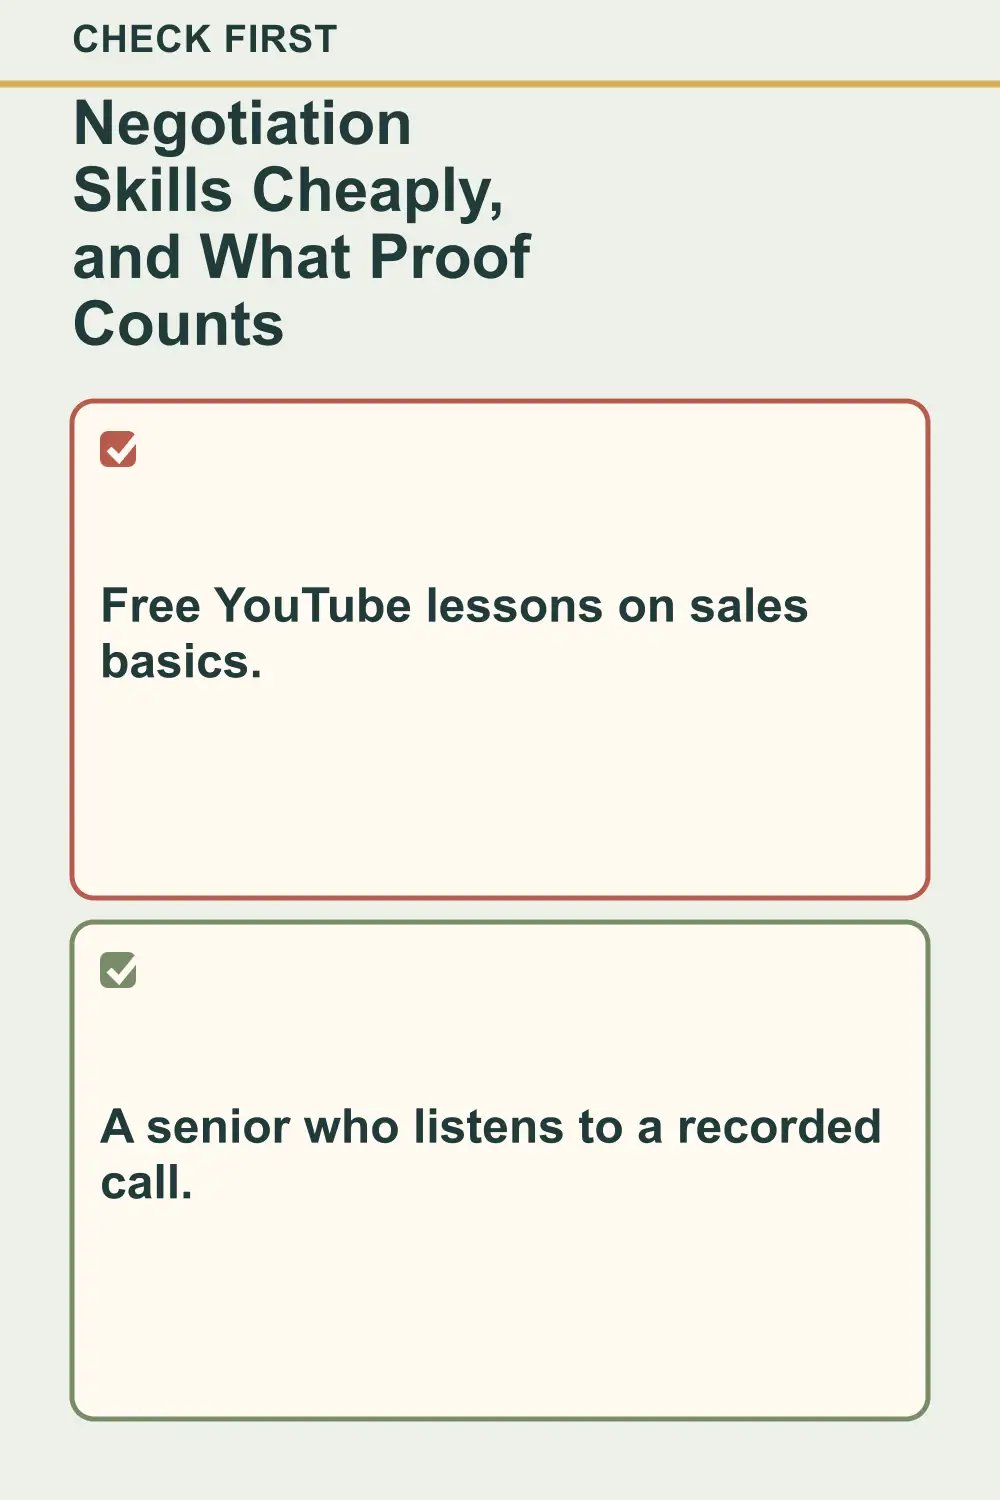 CHECK FIRST
Negotiation
Skills Cheaply,
and What Proof
Counts
Free YouTube lessons on sales
basics.
A senior who listens to a recorded
call.